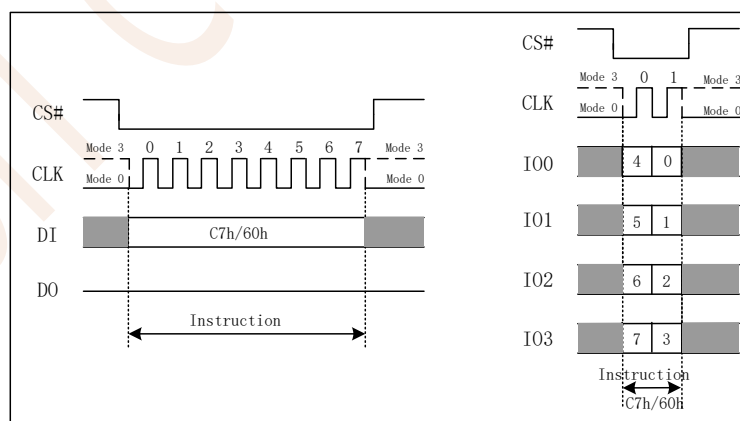 CS#
Mode 3 0 1 2 3 4 5 6 7 Mode 3
CLK
Mode 0 Mode 0
DI C7h/60h
DO
Instruction
CS#
Mode 3 0 1 Mode 3
CLK
Mode 0 Mode 0
IO0 4 0
IO1 5 1
IO2 6 2
IO3 7 3
Instruction
C7h/60h